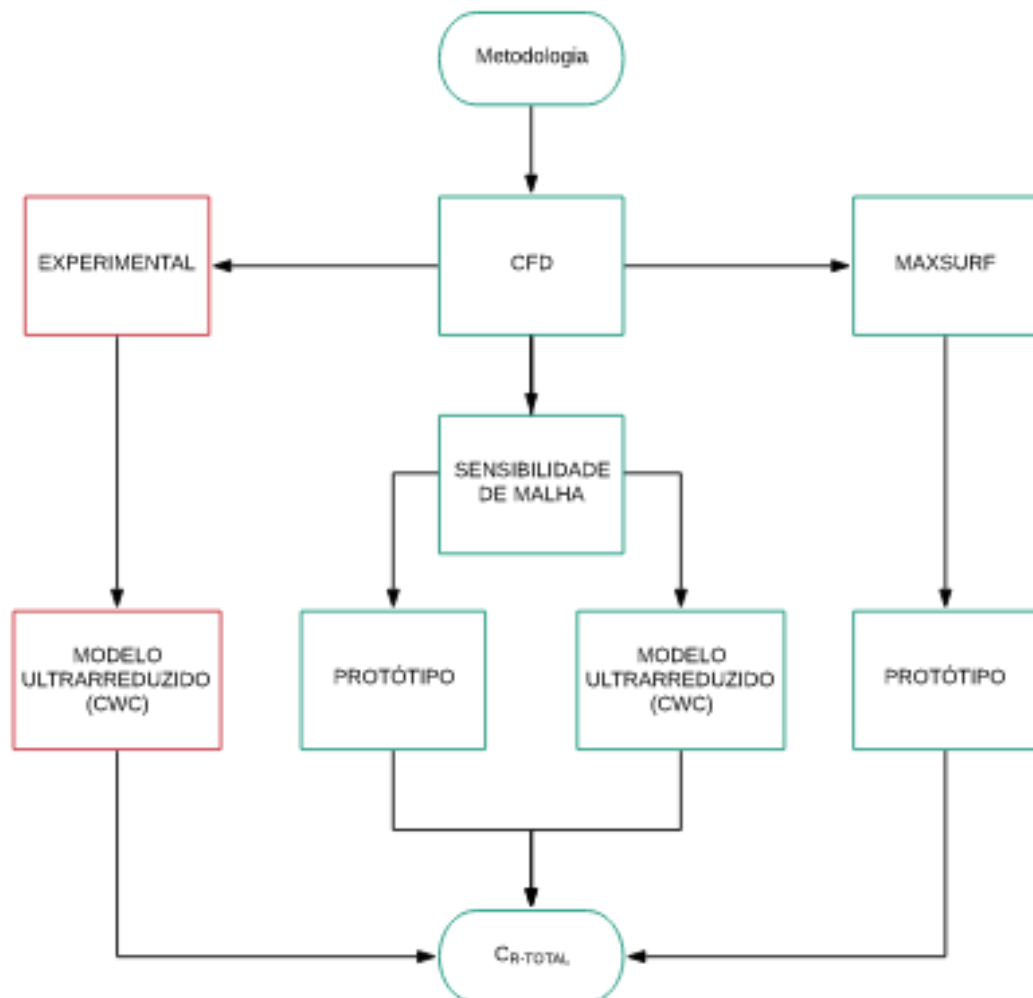 Metodologia
EXPERIMENTAL
CFD
MAXSURF
SENSIBILIDADE
DE MALHA
MODELO
ULTRARREDUZIDO
(CWC)
PROTÓTIPO
MODELO
ULTRARREDUZIDO
(CWC)
PROTÓTIPO
CR-TOTAL